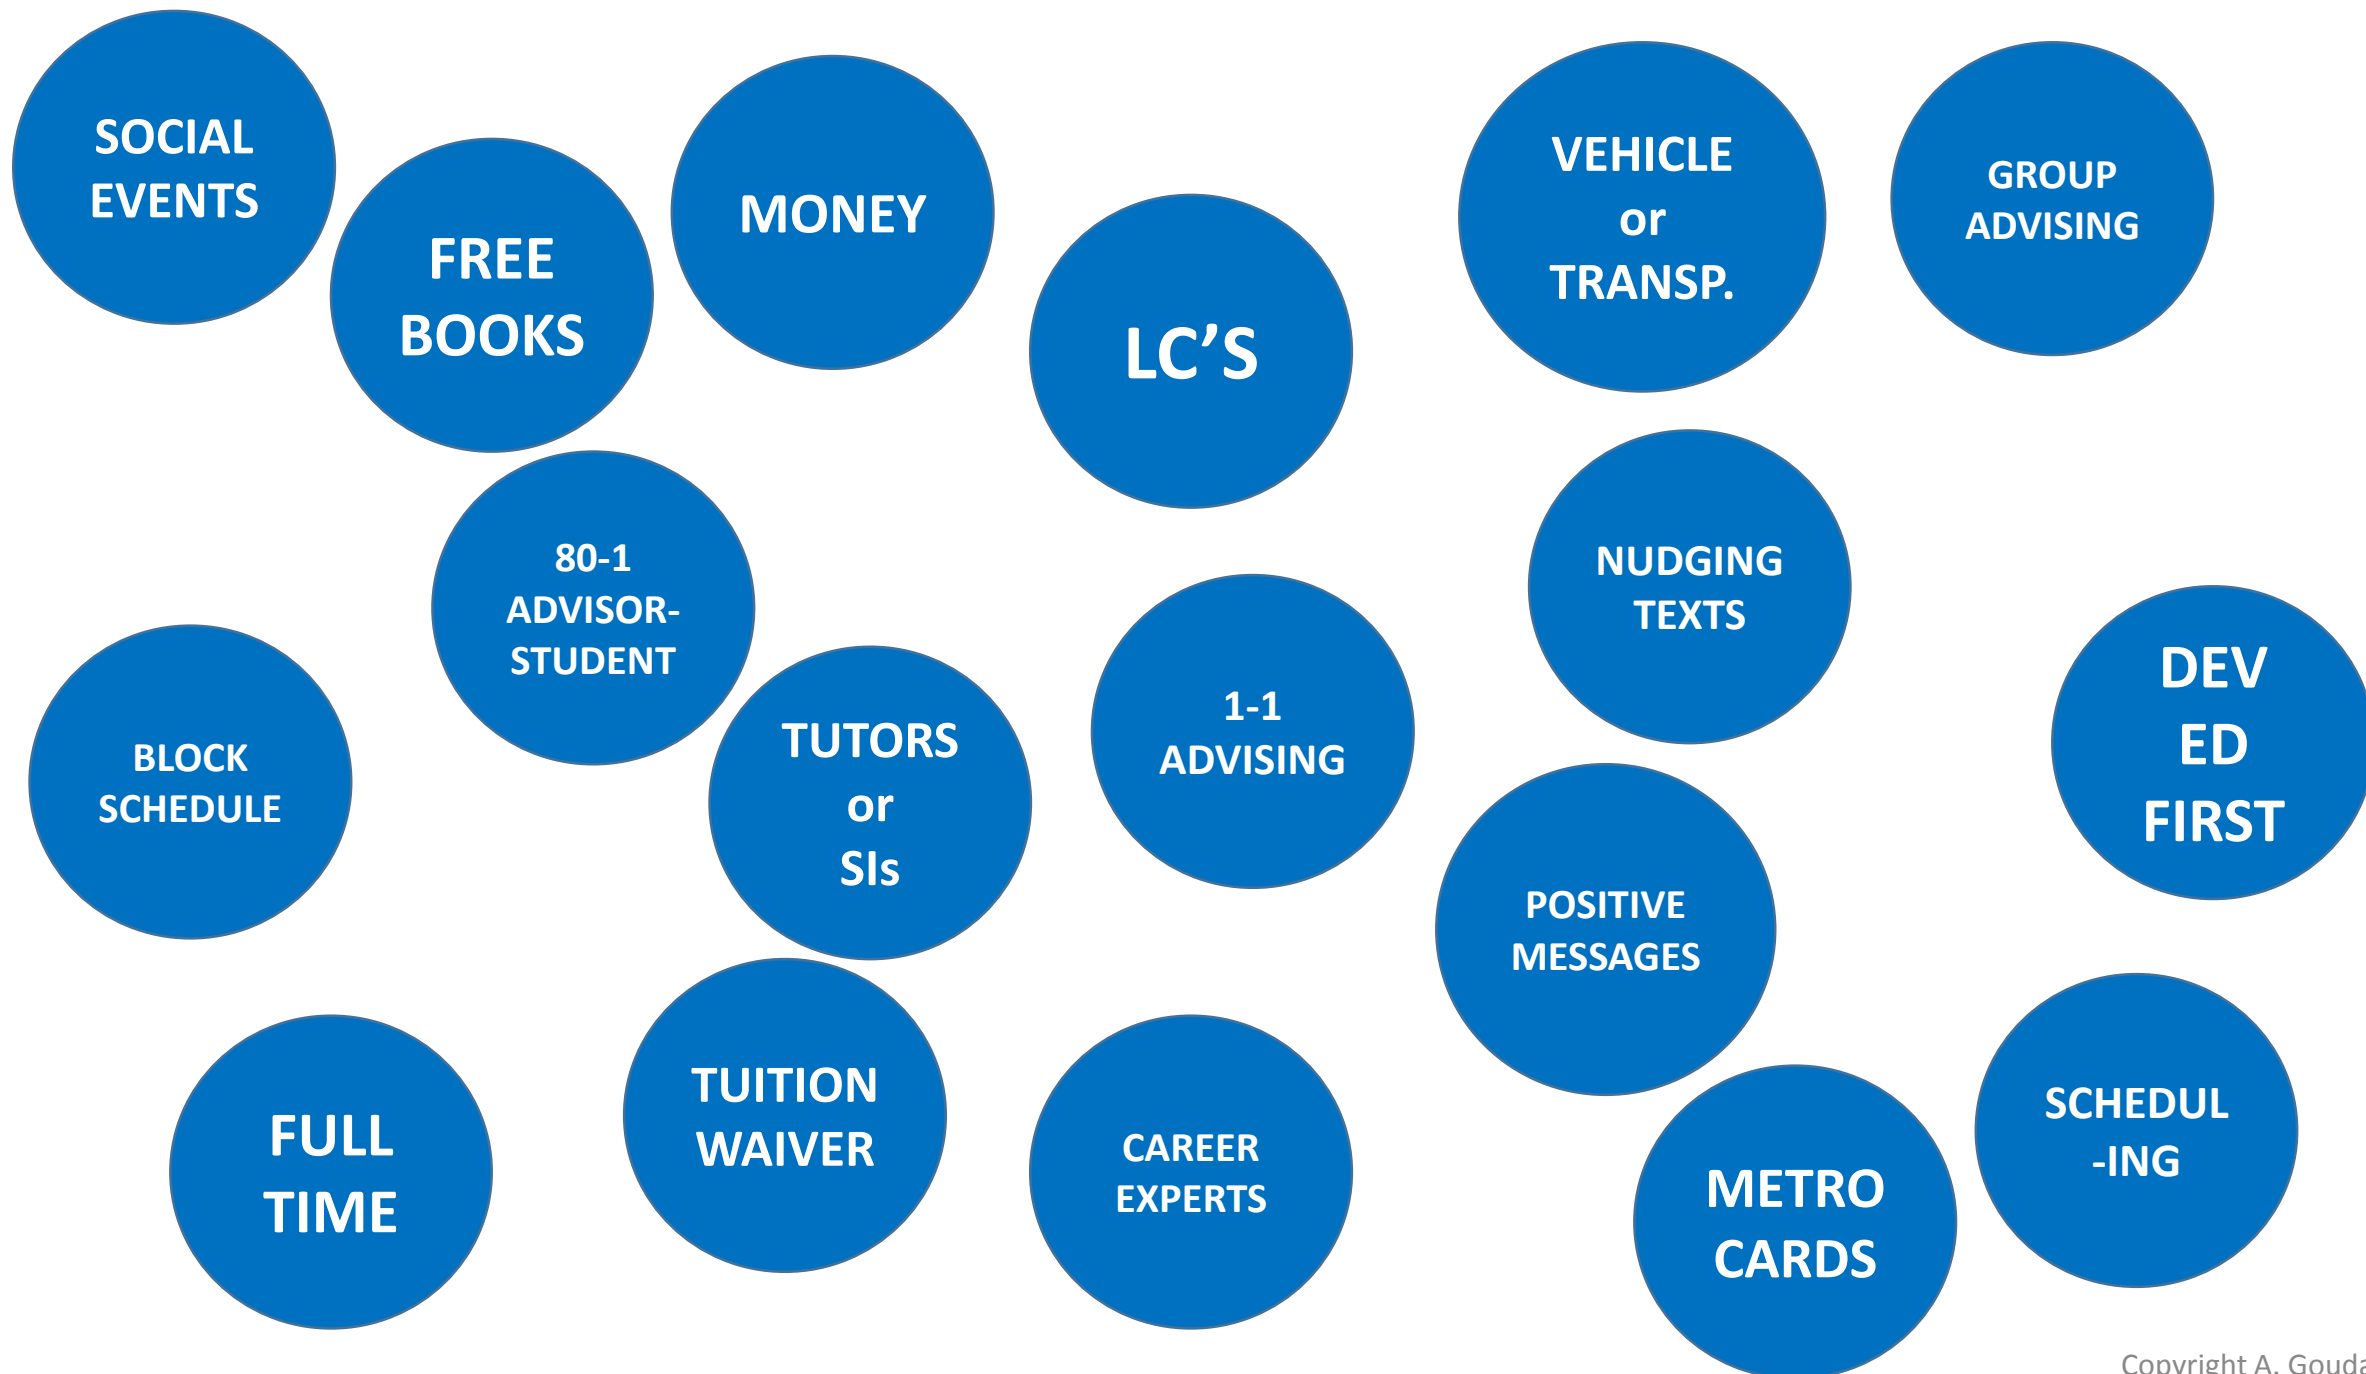 SOCIAL
EVENTS
FREE
BOOKS
MONEY
LC’S
VEHICLE
or
TRANSP.
GROUP
ADVISING
80-1
ADVISOR-
STUDENT
NUDGING
TEXTS
BLOCK
SCHEDULE
TUTORS
or
SIs
1-1
ADVISING
DEV
ED
FIRST
POSITIVE
MESSAGES
FULL
TIME
TUITION
WAIVER
CAREER
EXPERTS
METRO
CARDS
SCHEDUL
-ING
Copyright A. Gouda